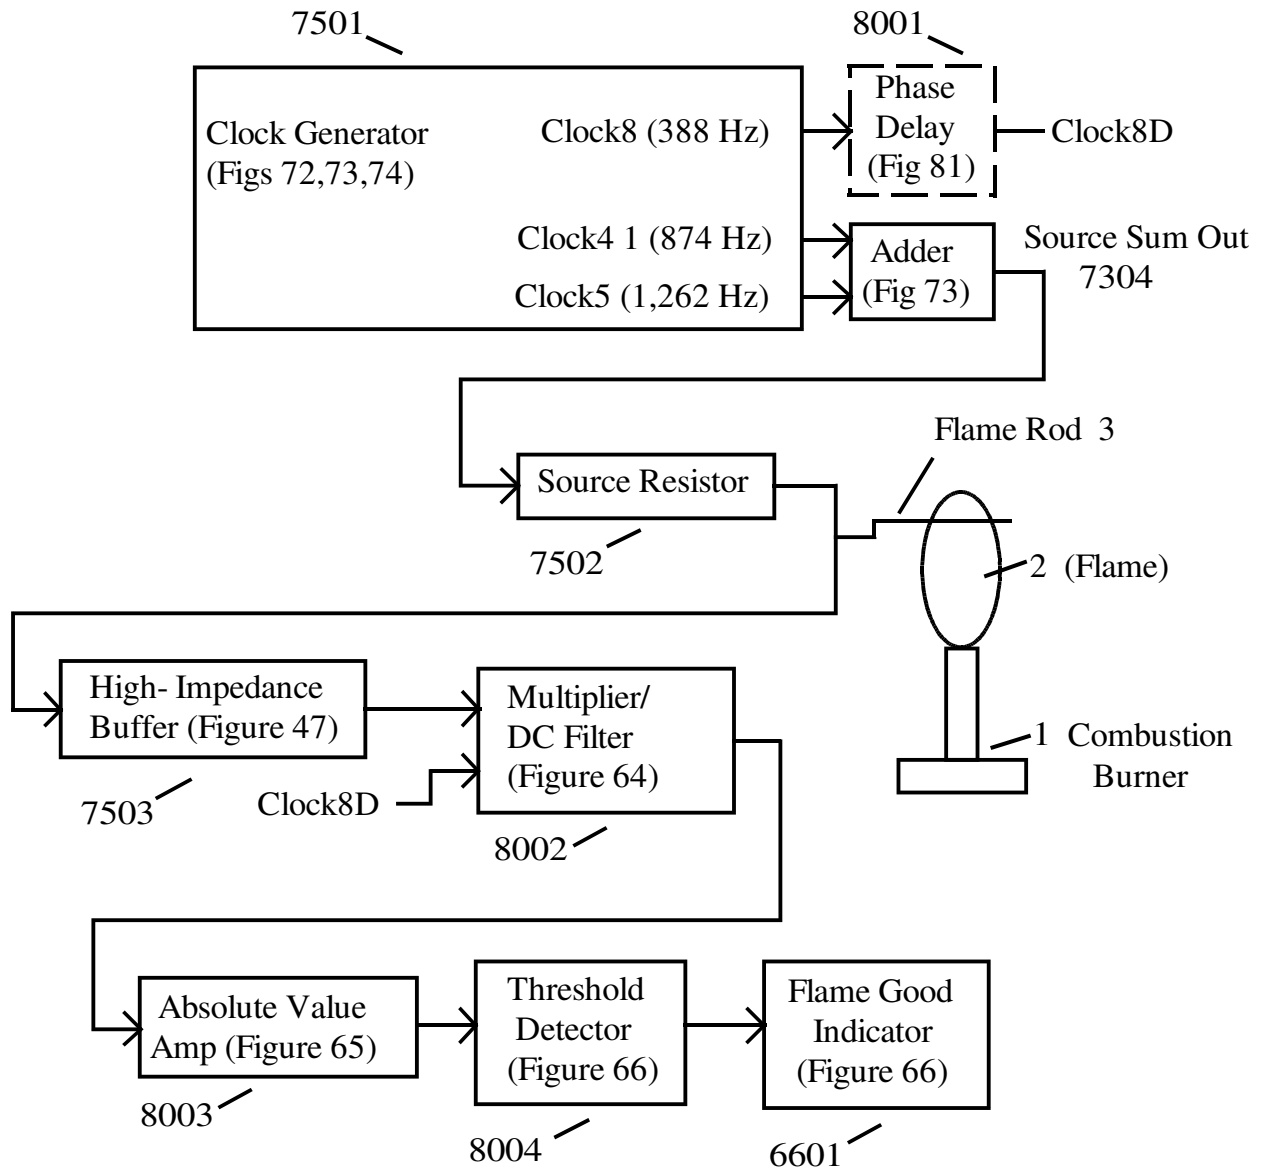 7501
8001
Clock Generator
(Figs 72,73,74)
Clock8 (388 Hz)
Clock4 1 (874 Hz)
Clock5 (1,262 Hz)
Phase
Delay
(Fig 81)
Clock8D
Adder
(Fig 73)
Source Sum Out
7304
Flame Rod 3
Source Resistor
7502
2 (Flame)
High- Impedance
Buffer (Figure 47)
7503
Clock8D
Multiplier/
DC Filter
(Figure 64)
8002
1 Combustion
Burner
Absolute Value
Amp (Figure 65)
8003
Threshold
Detector
(Figure 66)
8004
Flame Good
Indicator
(Figure 66)
6601